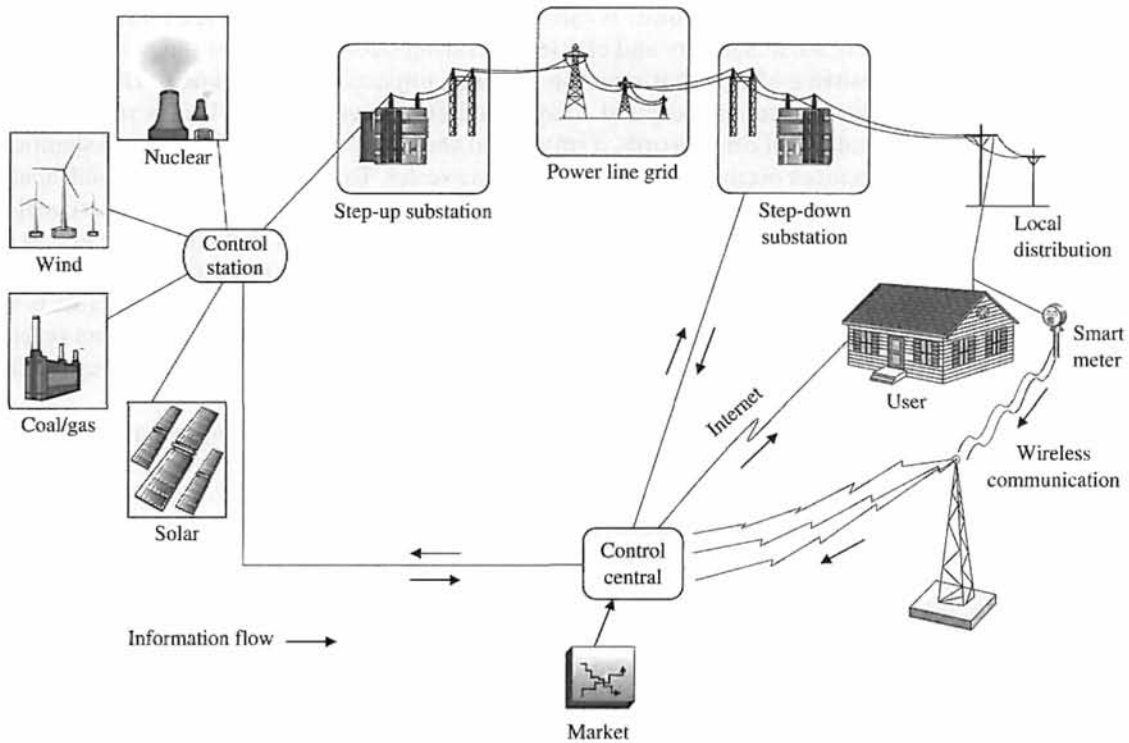 Nuclear
Wind
Coal/gas
Solar
Control
station
Step-up substation
Power line grid
Step-down
substation
Local
distribution
Smart
meter
User
Internet
Wireless
communication
Control
central
Information flow
Market